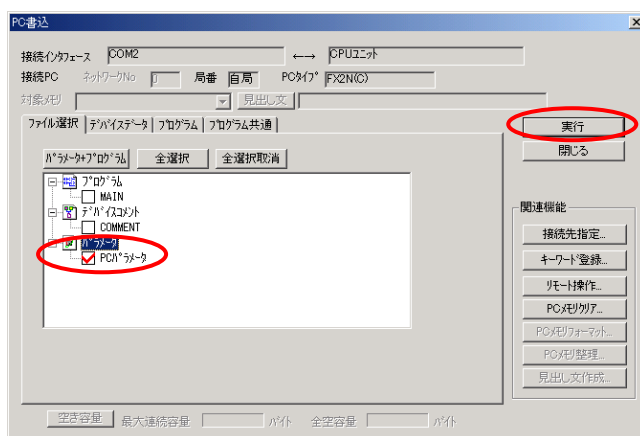 PC書込
接続インタフェース COM2 ←→ CPUユニット
接続PC ネットワークNo 0 局番 自局 PCタイプ FX2N(C)
対象メモリ 見出し文
ファイル選択 デバイスデータ プログラム プログラム共通
実行
閉じる
パラメータ+プログラム 全選択 全選択取消
プログラム
MAIN
デバイスコメント
COMMENT
パラメータ
PCパラメータ
関連機能
接続先指定...
キーワード登録...
リモート操作...
PCメモリクリア...
PCメモリフォーマット...
PCメモリ整理...
見出し文作成...
空き容量 最大連続容量 バイト 全空容量 バイト